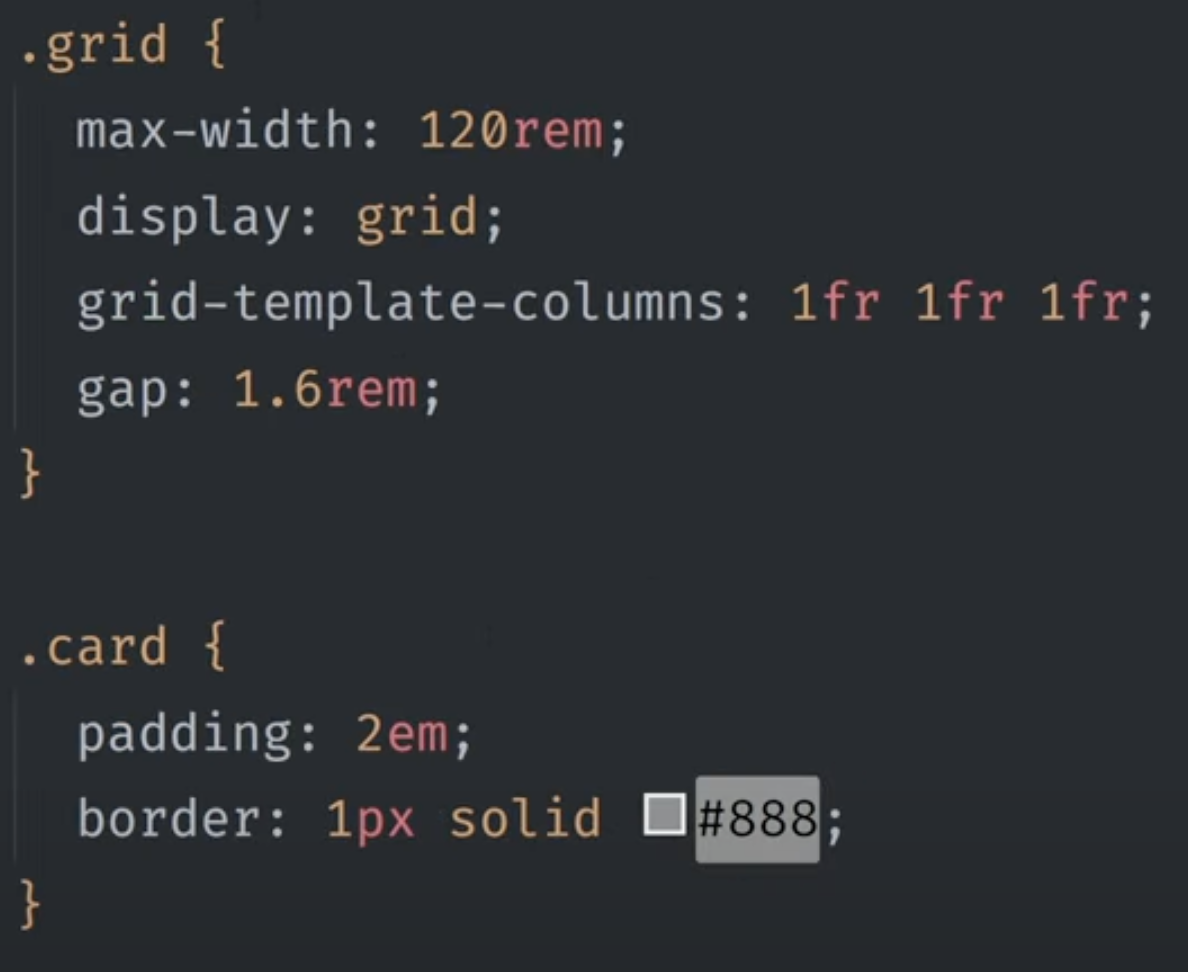 .grid {
max-width: 120rem;
display: grid;
grid-template-columns: 1fr 1fr 1fr;
gap: 1.6rem;
}
.card {
padding: 2em;
border: 1px solid #888;
}